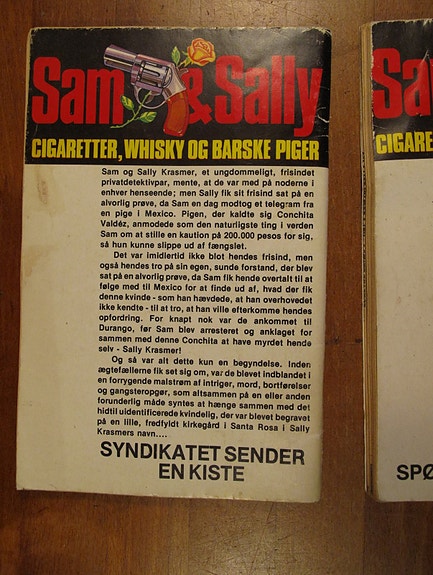 Sam & Sally
CIGARETTER, WHISKY OG BARSKE PIGER
Sam og Sally Krasmer, et ungdommeligt, frisindet
privatdetektivpar, mente, at de var med på noderne i
enhver henseende; men Sally fik sit frisind sat på en
alvorlig prøve, da Sam en dag modtog et telegram fra
en pige i Mexico. Pigen, der kaldte sig Conchita
Valdéz, anmodede som den naturligste ting i verden
Sam om at stille en kaution på 200.000 pesos for sig,
så hun kunne slippe ud af fængslet.
Det var imidlertid ikke blot hendes frisind, men
også hendes tro på sin egen, sunde forstand, der blev
sat på en alvorlig prøve, da Sam fik hende overtalt til at
følge med til Mexico for at finde ud af, hvad der fik
denne kvinde - som han hævdede, at han overhovedet
ikke kendte - til at tro, at han ville efterkomme hendes
opfordring. For knapt nok var de ankommet til
Durango, før Sam blev arresteret og anklaget for
sammen med denne Conchita at have myrdet hende
selv - Sally Krasmer!
Og så var alt dette kun en begyndelse. Inden
ægtefællerne fik set sig om, var de blevet indblandet i
en forrygende malstrøm af intriger, mord, bortførelser
og gangsteropgør, som altsammen på en eller anden
forunderlig måde syntes at hænge sammen med det
hidtil uidentificerede kvindelig, der var blevet begravet
på en lille, fredfyldt kirkegård i Santa Rosa i Sally
Krasmers navn....
SYNDIKATET SENDER
EN KISTE
Sa
CIGARE
SPØ